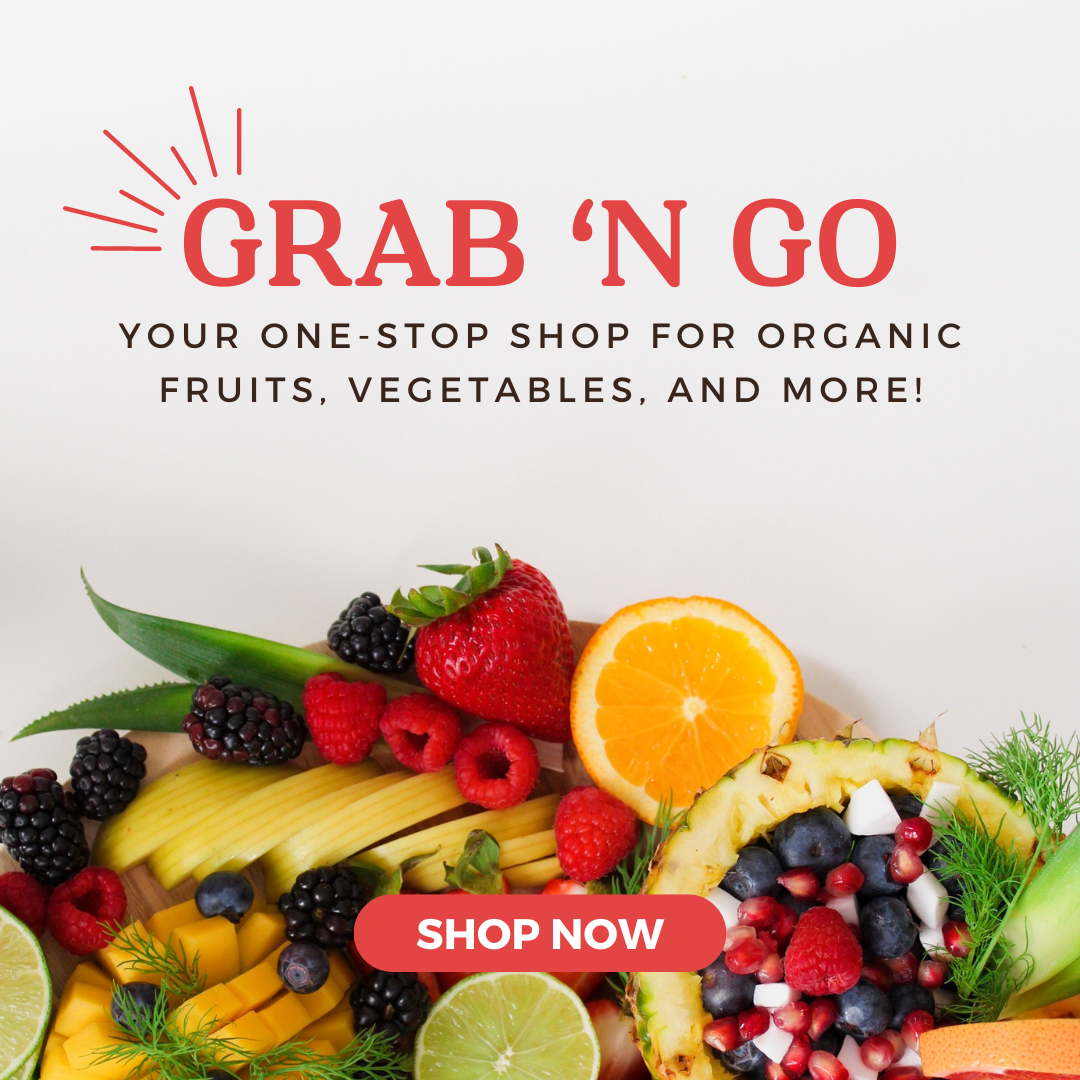 GRAB ‘N GO
YOUR ONE-STOP SHOP FOR ORGANIC
FRUITS, VEGETABLES, AND MORE!
SHOP NOW